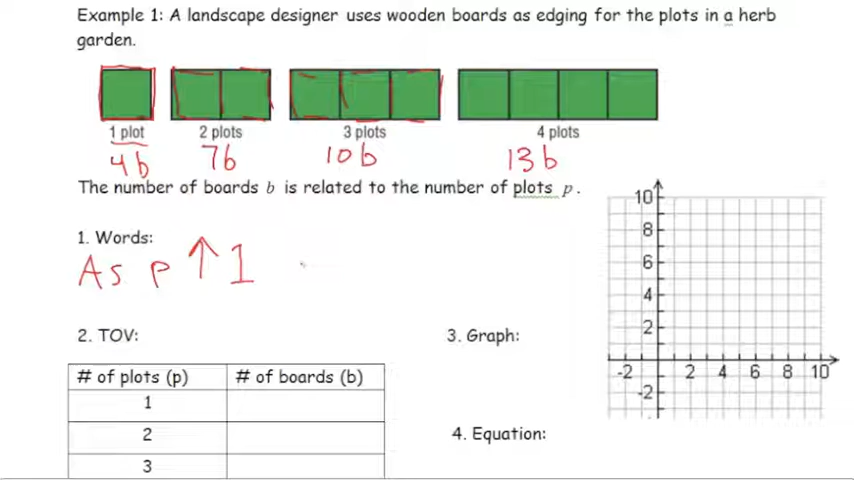 Example 1: A landscape designer uses wooden boards as edging for the plots in a herb
garden.
1 plot 2 plots 3 plots 4 plots
4b 7b 10b 13b
The number of boards b is related to the number of plots p.
1. Words:
As p ↑ 1
2. TOV:
3. Graph:
# of plots (p) # of boards (b)
1
2
3
4. Equation:
10
8
6
4
2
-2 2 4 6 8 10
-2